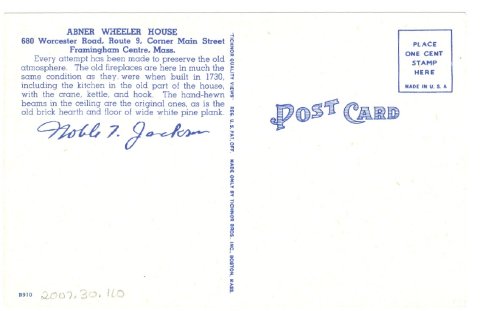 ABNER WHEELER HOUSE
680 Worcester Road, Route 9, Corner Main Street
Framingham Centre, Mass.
Every attempt has been made to preserve the old
atmosphere. The old fireplaces are here in much the
same condition as they were when built in 1730,
including the kitchen in the old part of the house,
with the crane, kettle, and hook. The hand-hewn
beams in the ceiling are the original ones, as is the
old brick hearth and floor of wide white pine plank.
Noble T. Jackson
B910 2007.30.110
"TICHNOR QUALITY VIEWS" REG. U.S. PAT. OFF. MADE ONLY BY TICHNOR BROS. INC., BOSTON, MASS.
POST CARD
PLACE
ONE CENT
STAMP
HERE
MADE IN U. S. A.